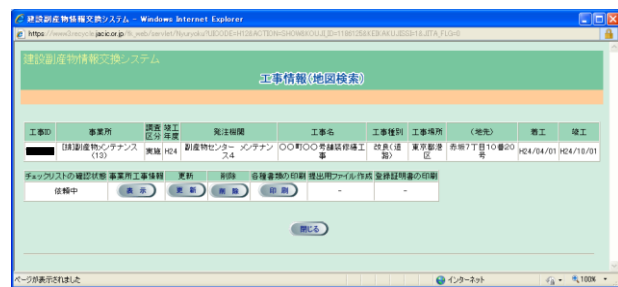 建設副産物情報交換システム - Windows Internet Explorer
建設副産物情報交換システム
工事情報(地図検索)
工事ID 事業所 調査区分 竣工年度 発注機関 工事名 工事種別 工事場所 (地先) 着工 竣工
[請]副産物メンテナンス(13) 実施 H24 副産物センター メンテナンス4 〇〇町〇〇号舗装修繕工事 改良(道路) 東京都港区 赤坂7丁目10番20号 H24/04/01 H24/10/01
チェックリストの確認状態 事業用工事情報 更新 削除 各種書類の印刷 提出用ファイル作成 登録証明書の印刷
依頼中 表 示 更 新 削 除 印 刷 - -
閉じる
ページが表示されました インターネット 100%